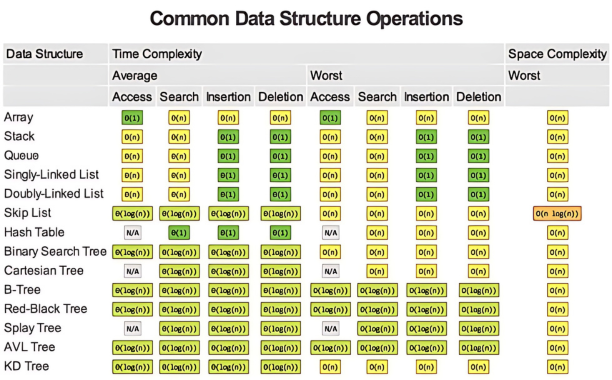 Common Data Structure Operations
Data Structure Time Complexity Space Complexity
Average Worst Worst
Access Search Insertion Deletion Access Search Insertion Deletion
Array Θ(1) Θ(n) Θ(n) Θ(n) O(1) O(n) O(n) O(n) O(n)
Stack Θ(n) Θ(n) Θ(1) Θ(1) O(n) O(n) O(1) O(1) O(n)
Queue Θ(n) Θ(n) Θ(1) Θ(1) O(n) O(n) O(1) O(1) O(n)
Singly-Linked List Θ(n) Θ(n) Θ(1) Θ(1) O(n) O(n) O(1) O(1) O(n)
Doubly-Linked List Θ(n) Θ(n) Θ(1) Θ(1) O(n) O(n) O(1) O(1) O(n)
Skip List Θ(log(n)) Θ(log(n)) Θ(log(n)) Θ(log(n)) O(n) O(n) O(n) O(n) O(n log(n))
Hash Table N/A Θ(1) Θ(1) Θ(1) N/A O(n) O(n) O(n) O(n)
Binary Search Tree Θ(log(n)) Θ(log(n)) Θ(log(n)) Θ(log(n)) O(n) O(n) O(n) O(n) O(n)
Cartesian Tree N/A Θ(log(n)) Θ(log(n)) Θ(log(n)) N/A O(n) O(n) O(n) O(n)
B-Tree Θ(log(n)) Θ(log(n)) Θ(log(n)) Θ(log(n)) O(log(n)) O(log(n)) O(log(n)) O(log(n)) O(n)
Red-Black Tree Θ(log(n)) Θ(log(n)) Θ(log(n)) Θ(log(n)) O(log(n)) O(log(n)) O(log(n)) O(log(n)) O(n)
Splay Tree N/A Θ(log(n)) Θ(log(n)) Θ(log(n)) N/A O(log(n)) O(log(n)) O(log(n)) O(n)
AVL Tree Θ(log(n)) Θ(log(n)) Θ(log(n)) Θ(log(n)) O(log(n)) O(log(n)) O(log(n)) O(log(n)) O(n)
KD Tree Θ(log(n)) Θ(log(n)) Θ(log(n)) Θ(log(n)) O(n) O(n) O(n) O(n) O(n)